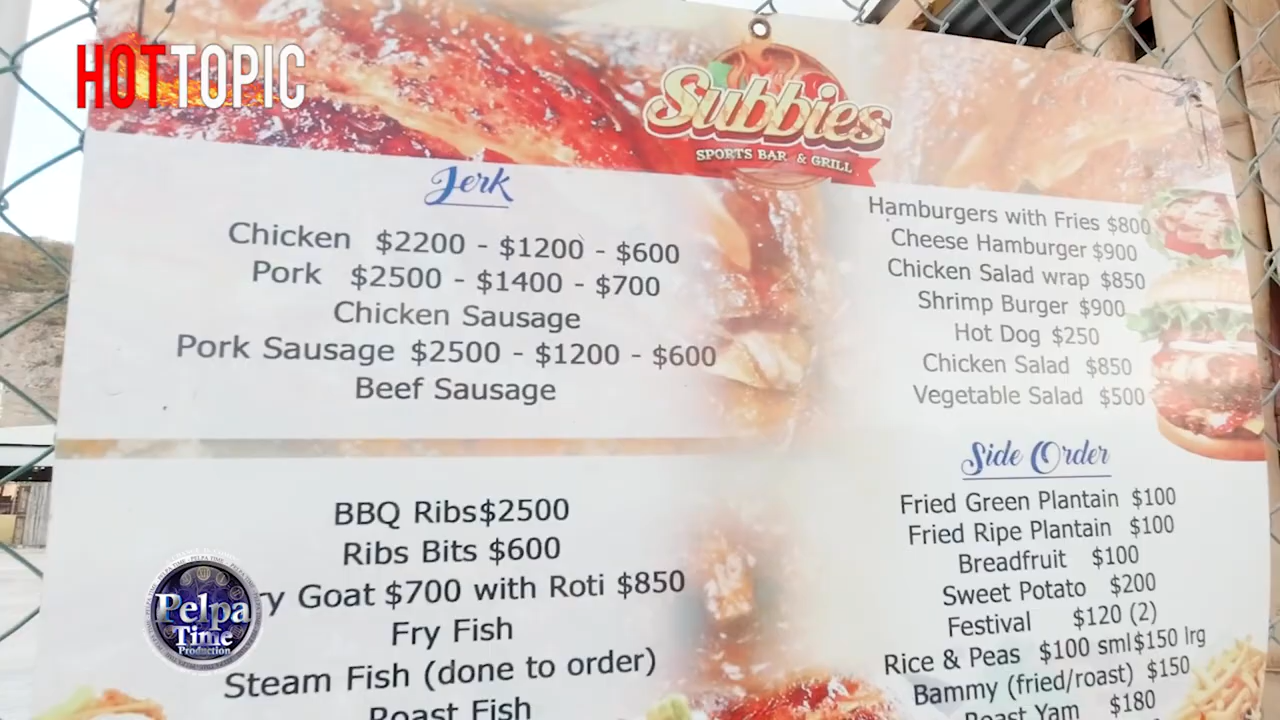 HOTTOPIC
Subbies
SPORTS BAR & GRILL
Jerk
Chicken $2200 - $1200 - $600
Pork $2500 - $1400 - $700
Chicken Sausage
Pork Sausage $2500 - $1200 - $600
Beef Sausage
BBQ Ribs$2500
Ribs Bits $600
ry Goat $700 with Roti $850
Fry Fish
Steam Fish (done to order)
Roast Fish
Hamburgers with Fries $800
Cheese Hamburger $900
Chicken Salad wrap $850
Shrimp Burger $900
Hot Dog $250
Chicken Salad $850
Vegetable Salad $500
Side Order
Fried Green Plantain $100
Fried Ripe Plantain $100
Breadfruit $100
Sweet Potato $200
Festival $120 (2)
Rice & Peas $100 sml $150 lrg
Bammy (fried/roast) $150
Roast Yam $180
Pelpa
Time
Production